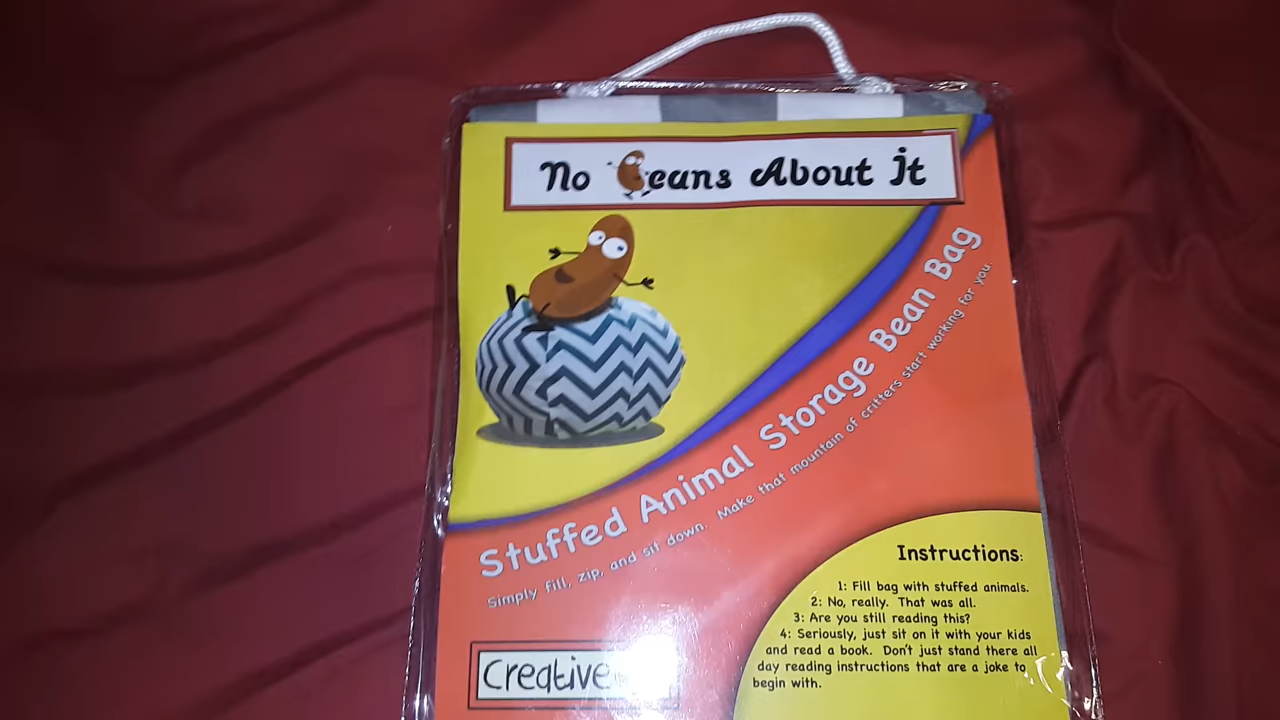 No Beans About it
Stuffed Animal Storage Bean Bag
Simply fill, zip, and sit down. Make that mountain of critters start working for you.
Instructions:
1: Fill bag with stuffed animals.
2: No, really. That was all.
3: Are you still reading this?
4: Seriously, just sit on it with your kids
and read a book. Don't just stand there all
day reading instructions that are a joke to
begin with.
Creative